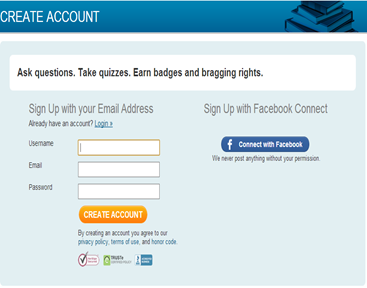 CREATE ACCOUNT
Ask questions. Take quizzes. Earn badges and bragging rights.
Sign Up with your Email Address
Already have an account? Login »
Username
Email
Password
CREATE ACCOUNT
By creating an account you agree to our
privacy policy, terms of use, and honor code.
TRUSTe
Sign Up with Facebook Connect
f Connect with Facebook
We never post anything without your permission.